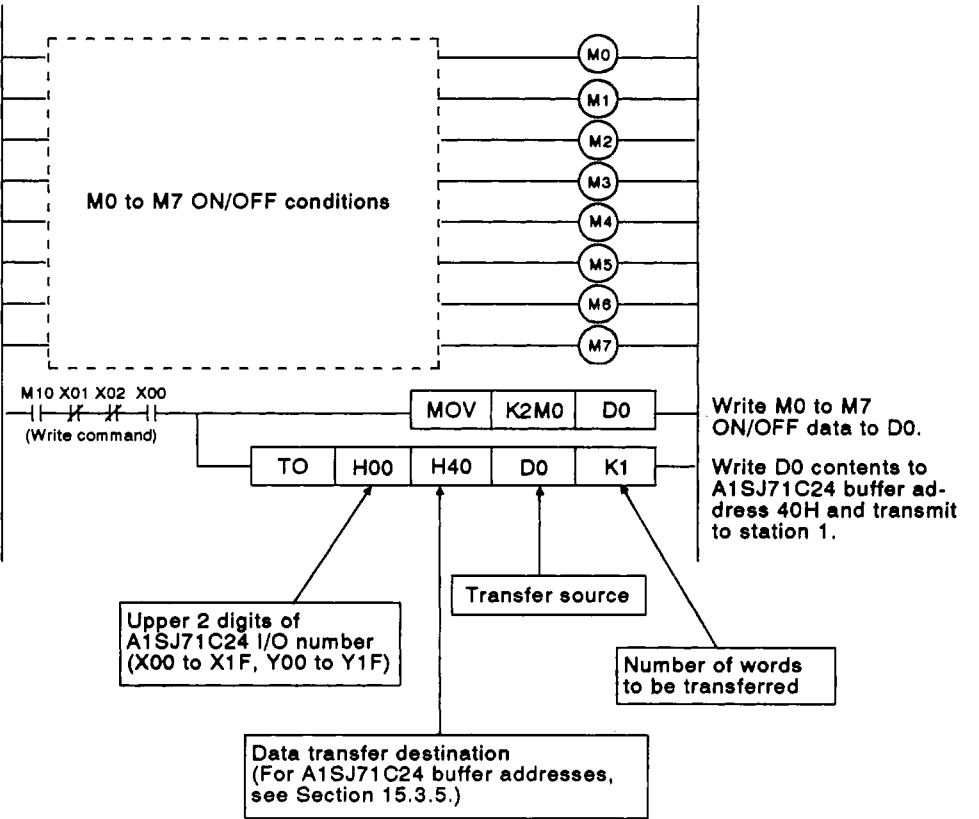 M0
M1
M2
M3
M4
M5
M6
M7
M0 to M7 ON/OFF conditions
M10 X01 X02 X00
(Write command)
MOV K2M0 D0
Write M0 to M7
ON/OFF data to D0.
TO H00 H40 D0 K1
Write D0 contents to
A1SJ71C24 buffer ad-
dress 40H and transmit
to station 1.
Transfer source
Upper 2 digits of
A1SJ71C24 I/O number
(X00 to X1F, Y00 to Y1F)
Number of words
to be transferred
Data transfer destination
(For A1SJ71C24 buffer addresses,
see Section 15.3.5.)